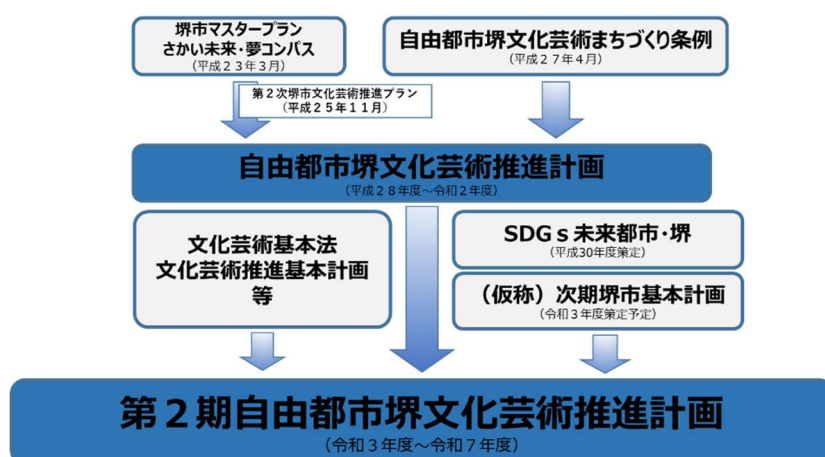 堺市マスタープラン
さかい未来・夢コンパス
（平成２３年３月）
自由都市堺文化芸術まちづくり条例
（平成２７年４月）
第２次堺市文化芸術推進プラン
（平成２５年１１月）
自由都市堺文化芸術推進計画
（平成２８年度～令和２年度）
文化芸術基本法
文化芸術推進基本計画
等
SDGｓ未来都市・堺
（平成30年度策定）
（仮称）次期堺市基本計画
（令和３年度策定予定）
第２期自由都市堺文化芸術推進計画
（令和３年度～令和７年度）